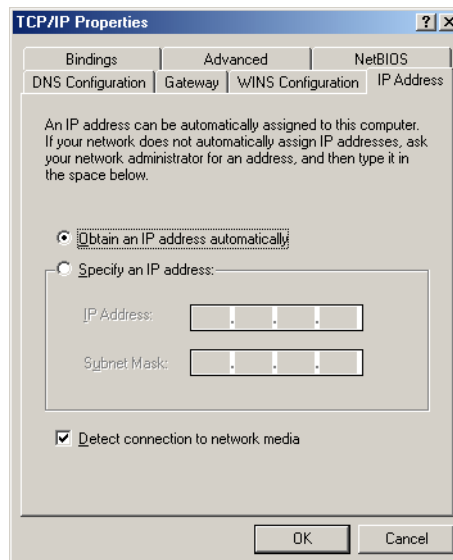 TCP/IP Properties
Bindings Advanced NetBIOS
DNS Configuration Gateway WINS Configuration IP Address
An IP address can be automatically assigned to this computer.
If your network does not automatically assign IP addresses, ask
your network administrator for an address, and then type it in
the space below.
Obtain an IP address automatically
Specify an IP address:
IP Address:
Subnet Mask:
Detect connection to network media
OK Cancel